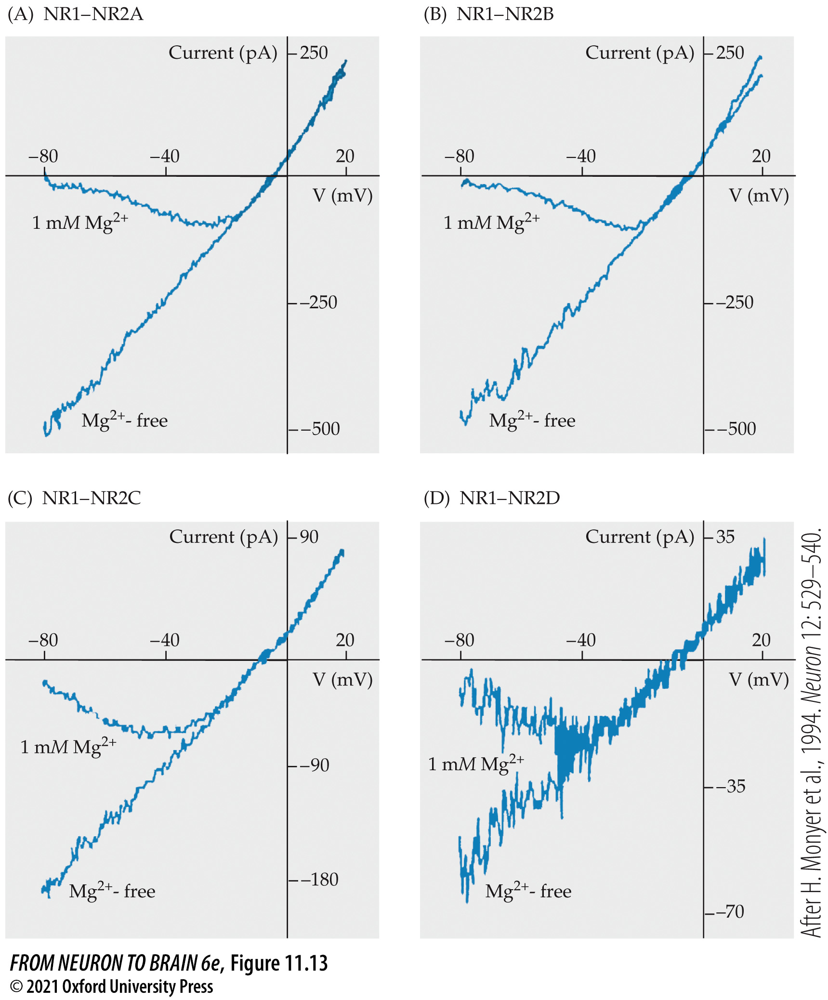 (A) NR1–NR2A
Current (pA)
250
–80
–40
20
V (mV)
1 mM Mg2+
–250
Mg2+- free
–500
(B) NR1–NR2B
Current (pA)
250
–80
–40
20
V (mV)
1 mM Mg2+
–250
Mg2+- free
–500
(C) NR1–NR2C
Current (pA)
90
–80
–40
20
V (mV)
1 mM Mg2+
–90
–180
Mg2+- free
(D) NR1–NR2D
Current (pA)
35
–80
–40
20
V (mV)
1 mM Mg2+
–35
Mg2+- free
–70
After H. Monyer et al., 1994. Neuron 12: 529–540.
FROM NEURON TO BRAIN 6e, Figure 11.13
© 2021 Oxford University Press